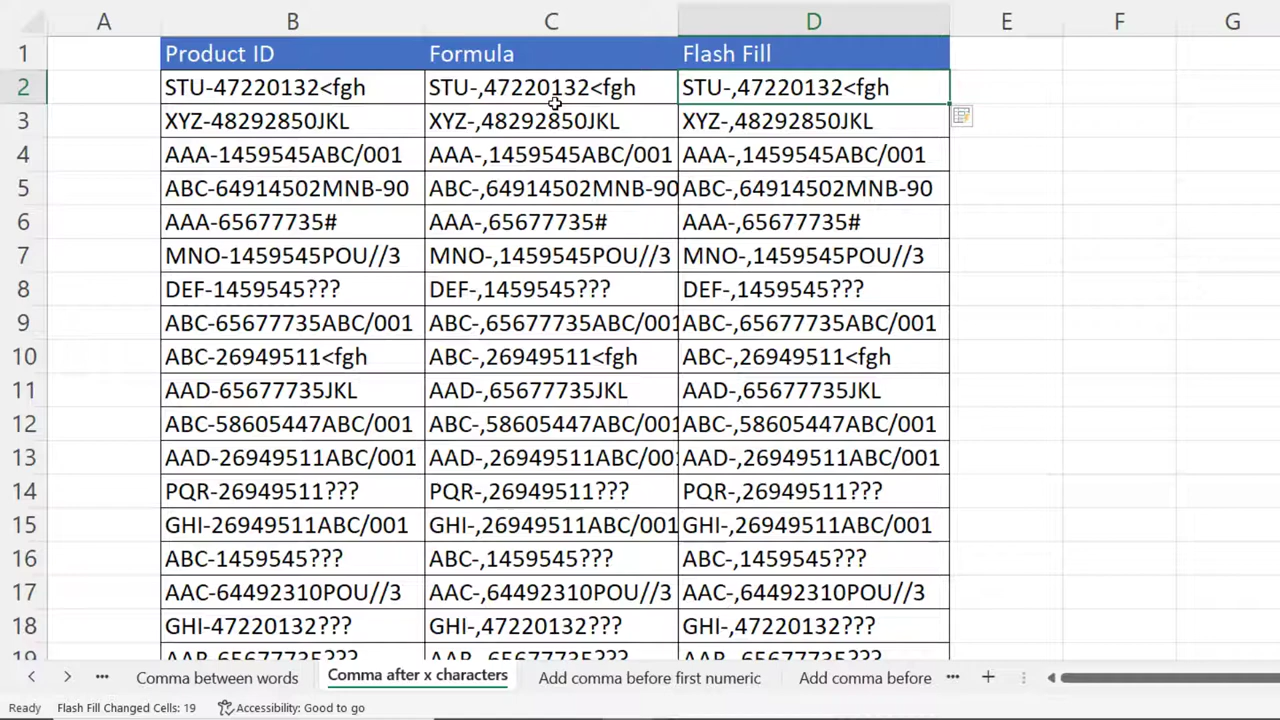 A B C D E F G
1 Product ID Formula Flash Fill
2 STU-47220132<fgh STU-,47220132<fgh STU-,47220132<fgh
3 XYZ-48292850JKL XYZ-,48292850JKL XYZ-,48292850JKL
4 AAA-1459545ABC/001 AAA-,1459545ABC/001 AAA-,1459545ABC/001
5 ABC-64914502MNB-90 ABC-,64914502MNB-90 ABC-,64914502MNB-90
6 AAA-65677735# AAA-,65677735# AAA-,65677735#
7 MNO-1459545POU//3 MNO-,1459545POU//3 MNO-,1459545POU//3
8 DEF-1459545??? DEF-,1459545??? DEF-,1459545???
9 ABC-65677735ABC/001 ABC-,65677735ABC/001 ABC-,65677735ABC/001
10 ABC-26949511<fgh ABC-,26949511<fgh ABC-,26949511<fgh
11 AAD-65677735JKL AAD-,65677735JKL AAD-,65677735JKL
12 ABC-58605447ABC/001 ABC-,58605447ABC/001 ABC-,58605447ABC/001
13 AAD-26949511ABC/001 AAD-,26949511ABC/00 AAD-,26949511ABC/001
14 PQR-26949511??? PQR-,26949511??? PQR-,26949511???
15 GHI-26949511ABC/001 GHI-,26949511ABC/001 GHI-,26949511ABC/001
16 ABC-1459545??? ABC-,1459545??? ABC-,1459545???
17 AAC-64492310POU//3 AAC-,64492310POU//3 AAC-,64492310POU//3
18 GHI-47220132??? GHI-,47220132??? GHI-,47220132???
19
Comma between words Comma after x characters Add comma before first numeric Add comma before
Ready Flash Fill Changed Cells: 19 Accessibility: Good to go